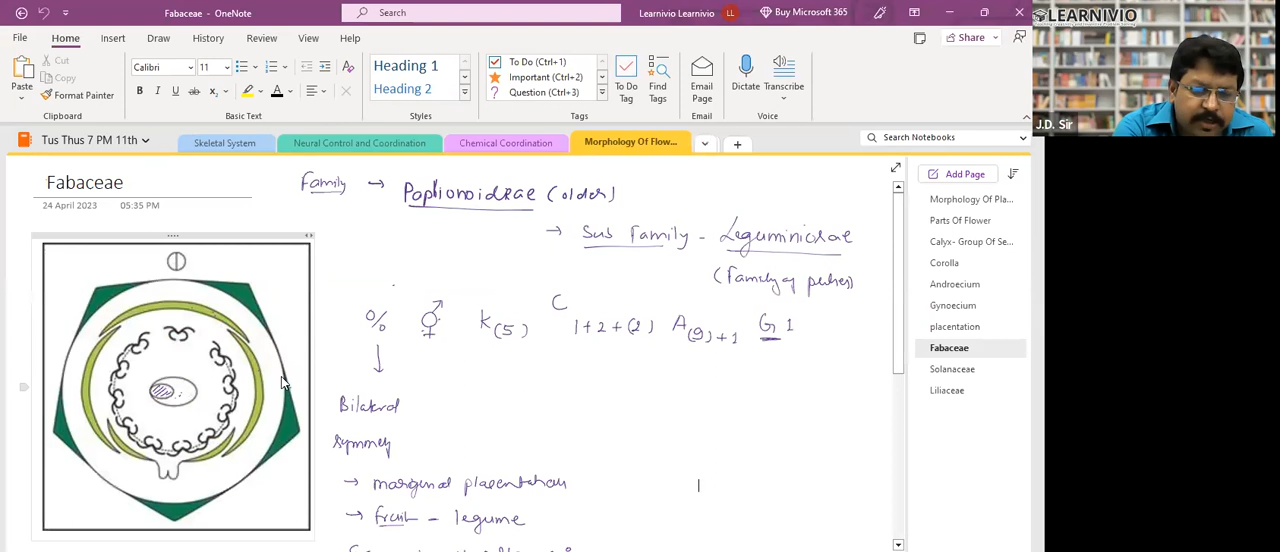 Fabaceae - OneNote
Search
Learnivio Learnivio
LL
Buy Microsoft 365
LEARNIVIO
File Home Insert Draw History Review View Help
Share
Paste
Cut
Copy
Format Painter
Clipboard
Calibri 11
B I U
Basic Text
Heading 1
Heading 2
Styles
To Do (Ctrl+1)
Important (Ctrl+2)
Question (Ctrl+3)
To Do Tag
Find Tags
Tags
Email Page
Email
Dictate Transcribe
Voice
J.D. Sir
Tus Thus 7 PM 11th
Skeletal System
Neural Control and Coordination
Chemical Coordination
Morphology Of Flow...
Search Notebooks
Fabaceae
24 April 2023 05:35 PM
Family → Paplionoideae (older)
→ Sub Family - Leguminicsae
(Family of pulses)
% ⚥ K(5) C1+2+(2) A(9)+1 G1
Bilateral
Symmety
→ marginal placentation
→ fruit - legume
Add Page
Morphology Of Pla...
Parts Of Flower
Calyx- Group Of Se...
Corolla
Androecium
Gynoecium
placentation
Fabaceae
Solanaceae
Liliaceae